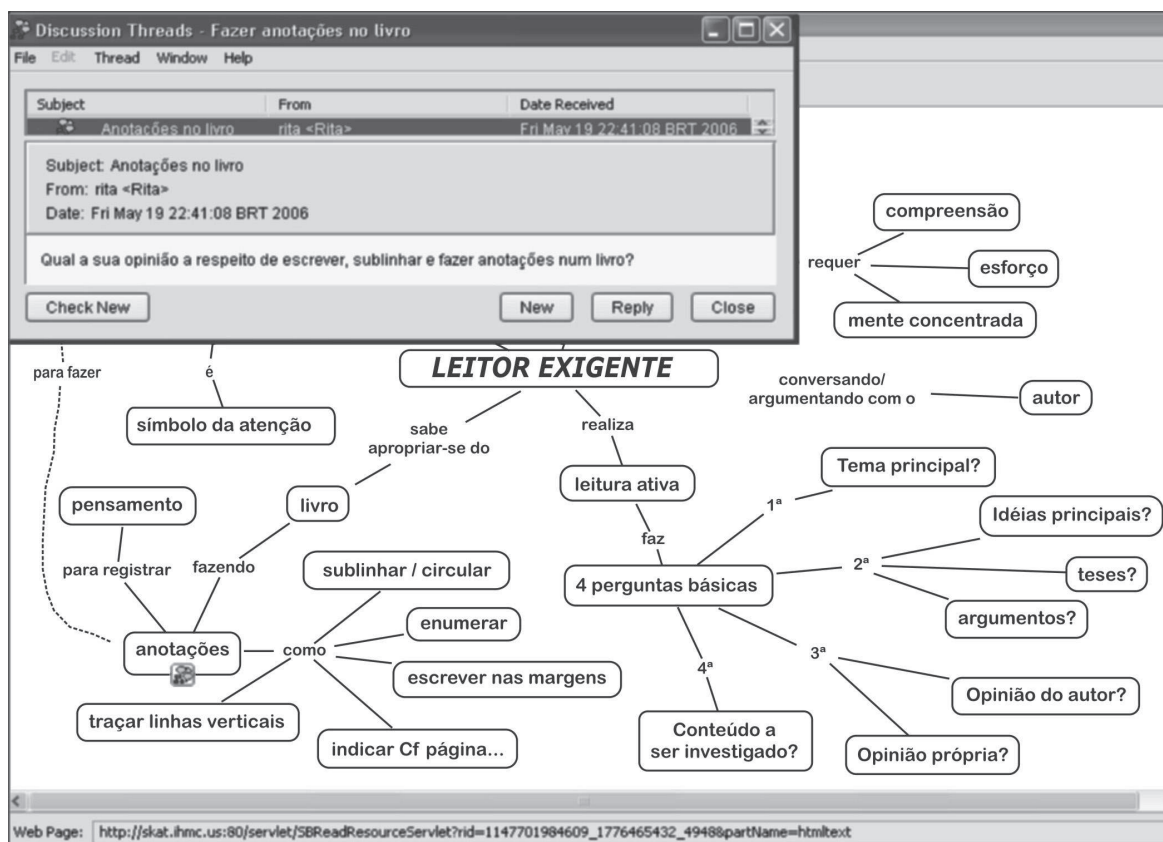 Discussion Threads - Fazer anotações no livro
File Edit Thread Window Help
Subject From Date Received
Anotações no livro rita <Rita> Fri May 19 22:41:08 BRT 2006
Subject: Anotações no livro
From: rita <Rita>
Date: Fri May 19 22:41:08 BRT 2006
Qual a sua opinião a respeito de escrever, sublinhar e fazer anotações num livro?
Check New New Reply Close
compreensão
requer
esforço
mente concentrada
para fazer
é
LEITOR EXIGENTE
símbolo da atenção
conversando/
argumentando com o
autor
sabe
apropriar-se do
realiza
livro
leitura ativa
pensamento
para registrar
fazendo
faz
Tema principal?
1ª
Idéias principais?
sublinhar / circular
4 perguntas básicas
2ª
teses?
argumentos?
enumerar
anotações
como
escrever nas margens
4ª
3ª
Opinião do autor?
traçar linhas verticais
indicar Cf página...
Conteúdo a
ser investigado?
Opinião própria?
Web Page: http://skat.ihmc.us:80/servlet/SBReadResourceServlet?rid=1147701984609_1776465432_4948&partName=htmltext